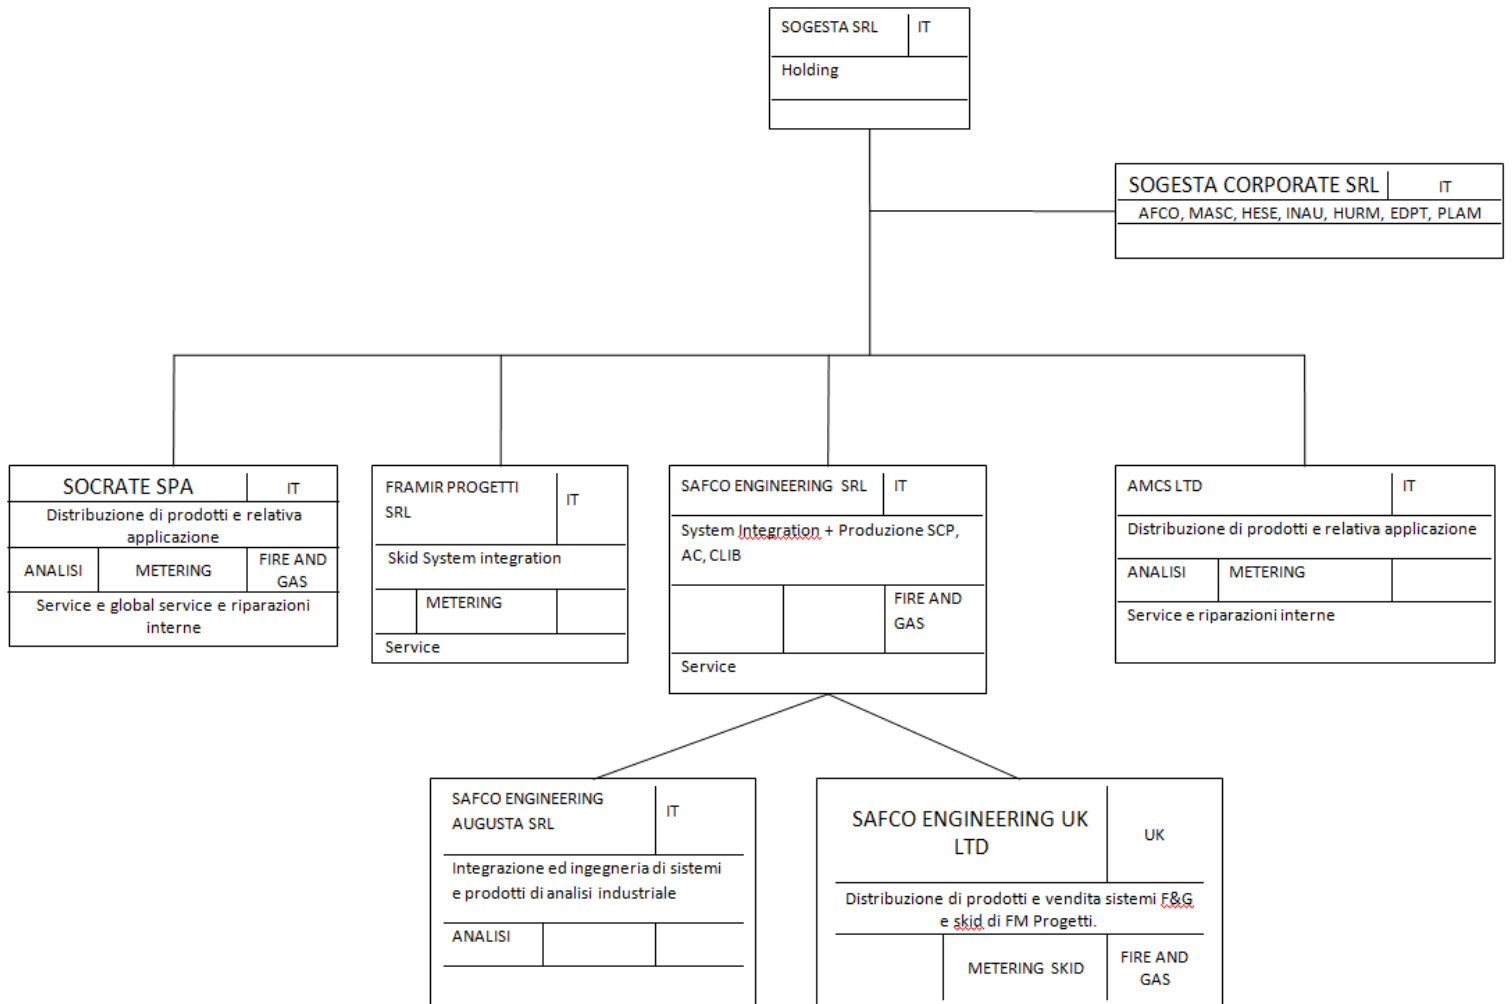 SOGESTA SRL IT
Holding
SOGESTA CORPORATE SRL IT
AFCO, MASC, HESE, INAU, HURM, EDPT, PLAM
SOCRATE SPA IT
Distribuzione di prodotti e relativa
applicazione
ANALISI METERING FIRE AND
GAS
Service e global service e riparazioni
interne
FRAMIR PROGETTI
SRL
IT
Skid System integration
METERING
Service
SAFCO ENGINEERING SRL IT
System Integration + Produzione SCP,
AC, CLIB
FIRE AND
GAS
Service
AMCS LTD IT
Distribuzione di prodotti e relativa applicazione
ANALISI METERING
Service e riparazioni interne
SAFCO ENGINEERING
AUGUSTA SRL
IT
Integrazione ed ingegneria di sistemi
e prodotti di analisi industriale
ANALISI
SAFCO ENGINEERING UK
LTD
UK
Distribuzione di prodotti e vendita sistemi F&G
e skid di FM Progetti.
METERING SKID
FIRE AND
GAS